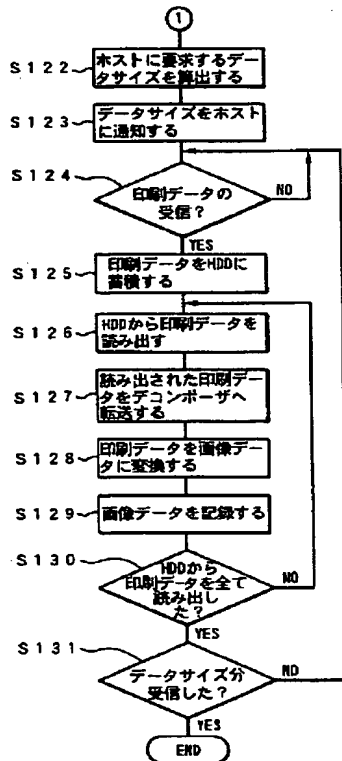 1
S122
ホストに要求するデー
タサイズを算出する
S123
データサイズをホスト
に通知する
S124
印刷データの
受信？
NO
YES
S125
印刷データをHDDに
蓄積する
S126
HDDから印刷データを
読み出す
S127
読み出された印刷デー
タをデコンポーザへ
転送する
S128
印刷データを画像デー
タに変換する
S129
画像データを記録する
S130
HDDから
印刷データを全て
読み出し
た？
NO
YES
S131
データサイズ分
受信した？
NO
YES
END